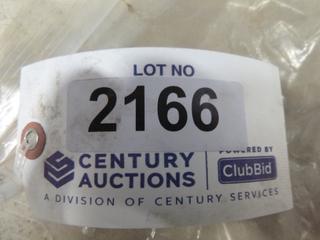 LOT NO
2166
CENTURY
AUCTIONS
POWERED BY
ClubBid
A DIVISION OF CENTURY SERVICES